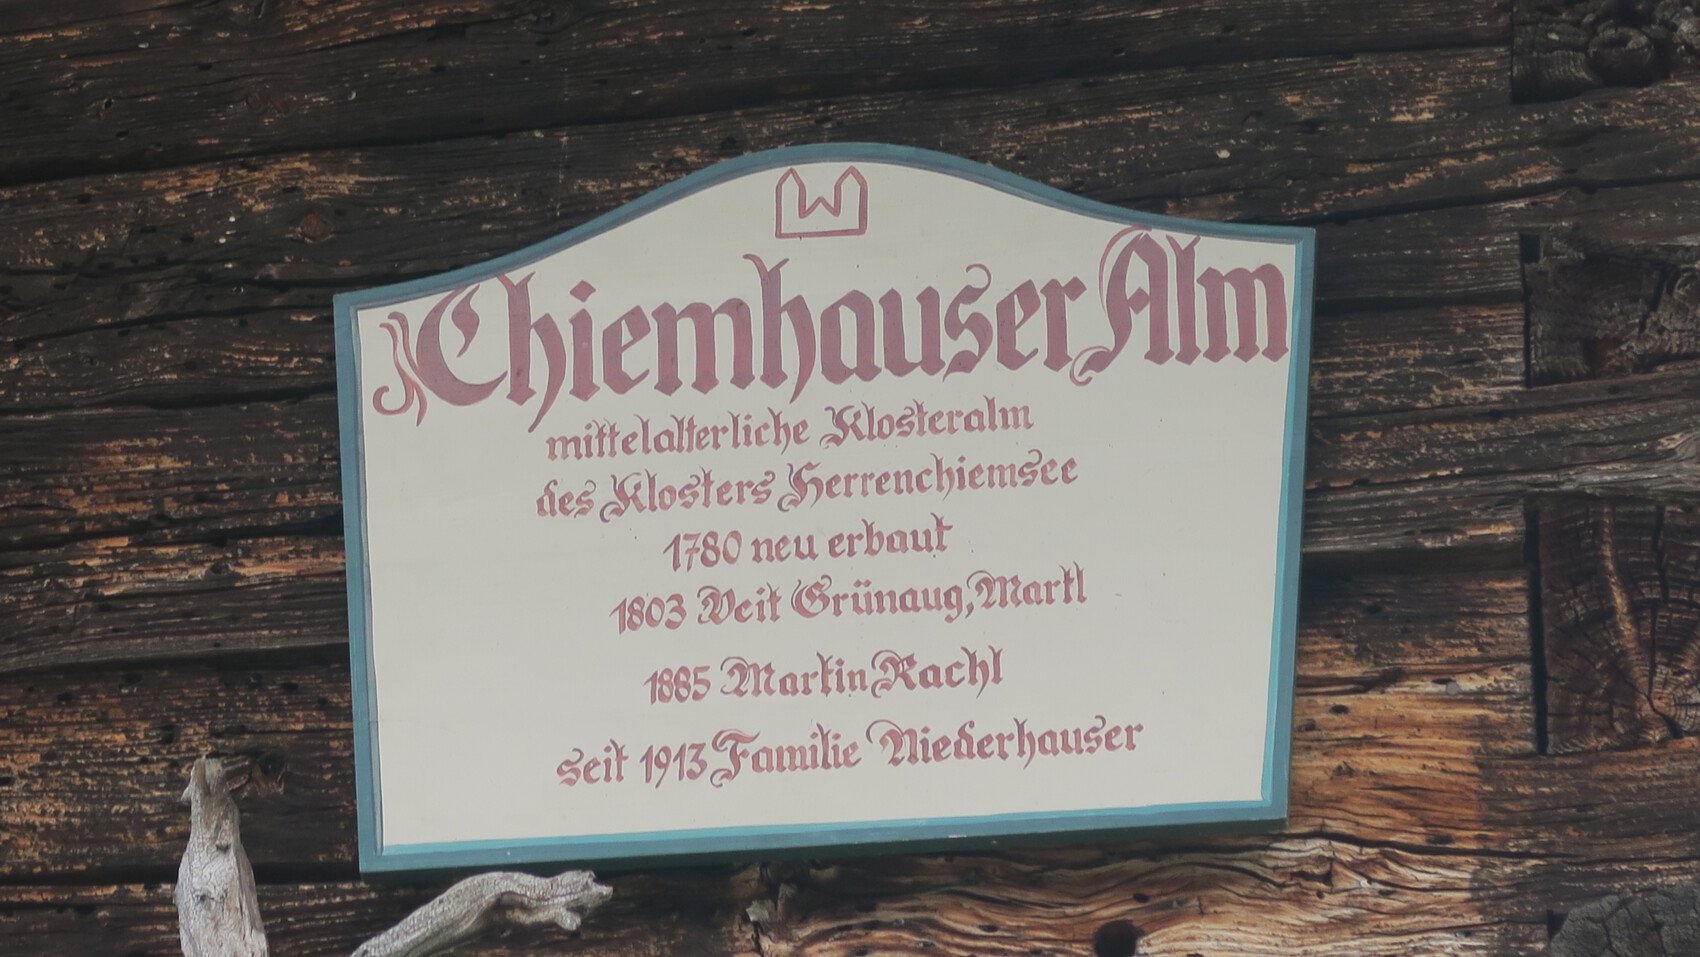 Chiemhauser Alm
mittelalterliche Klosteralm
des Klosters Herrenchiemsee
1780 neu erbaut
1803 Veit Grünaug, Martl
1885 Martin Rachl
seit 1913 Familie Niederhauser